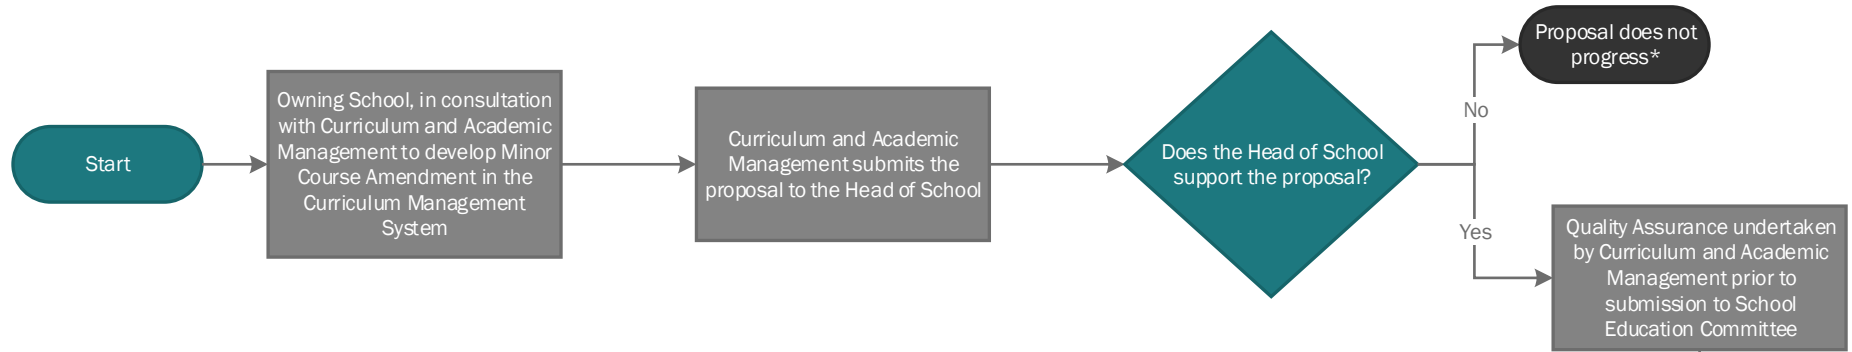 Start
Owning School, in consultation
with Curriculum and Academic
Management to develop Minor
Course Amendment in the
Curriculum Management
System
Curriculum and Academic
Management submits the
proposal to the Head of School
Does the Head of School
support the proposal?
No
Proposal does not
progress*
Yes
Quality Assurance undertaken
by Curriculum and Academic
Management prior to
submission to School
Education Committee